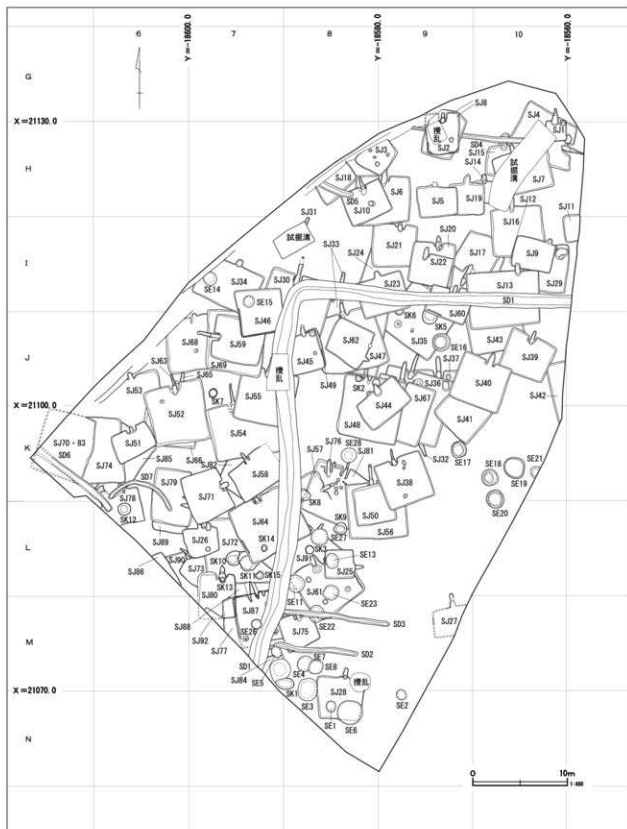 Y=-18600.0
Y=-18580.0
Y=-18560.0
6
7
8
9
10
G
X=21130.0
H
I
J
X=21100.0
K
L
M
X=21070.0
N
SJ8
攪乱
SJ2
SD4
SJ4
SJ1
SJ15
SJ14
試掘溝
SJ7
SJ3
SJ18
SD5
SJ10
SJ6
SJ5
SJ19
SJ12
SJ16
SJ11
SJ31
試掘溝
SJ33
SJ24
SJ21
SJ20
SJ22
SJ17
SJ9
SE14
SJ34
SJ30
SJ23
SJ13
SJ29
SD1
SE15
SJ46
SK6
SJ60
SK5
SJ35
SE16
SJ43
SJ68
SJ59
SJ45
SJ62
SJ47
SJ37
SJ39
SJ63
SJ65
SJ69
攪乱
SJ49
SK2
SJ36
SJ40
SJ42
SJ53
SJ52
SK7
SJ55
SJ44
SJ48
SJ67
SJ41
SJ70・83
SD6
SJ51
SJ54
SJ76
SE28
SJ57
SJ81
SJ32
SE17
SJ74
SJ85
SJ66
SJ82
SJ58
SJ38
SE18
SE21
SE19
SD7
SJ79
SJ72
SJ71
SK8
SE20
SJ78
SK12
SJ64
SK9
SJ50
SJ56
SJ89
SJ26
SK14
SE27
SJ90
SJ73
SK10
SK3
SE13
SJ86
SK13
SK11
SK15
SJ91
SJ25
SJ80
SE11
SJ61
SE23
SJ88
SJ92
SJ77
SJ87
SE26
SE22
SD3
SJ27
SJ75
SD1
SJ84
SE5
SE7
SE4
SE8
SD2
SK1
SE3
SJ28
攪乱
SE1
SE6
SE2
0
10m
1:400